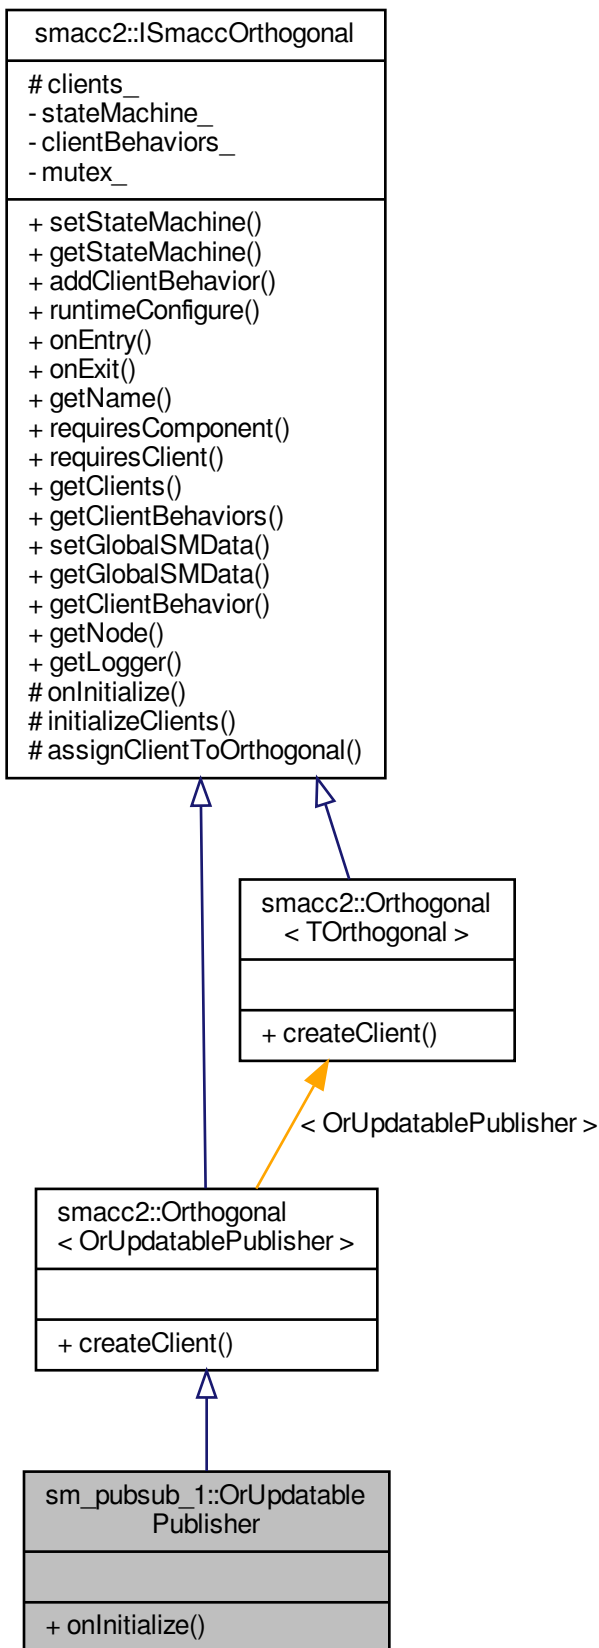 smacc2::ISmaccOrthogonal
# clients_
- stateMachine_
- clientBehaviors_
- mutex_
+ setStateMachine()
+ getStateMachine()
+ addClientBehavior()
+ runtimeConfigure()
+ onEntry()
+ onExit()
+ getName()
+ requiresComponent()
+ requiresClient()
+ getClients()
+ getClientBehaviors()
+ setGlobalSMData()
+ getGlobalSMData()
+ getClientBehavior()
+ getNode()
+ getLogger()
# onInitialize()
# initializeClients()
# assignClientToOrthogonal()
smacc2::Orthogonal
< TOrthogonal >
+ createClient()
< OrUpdatablePublisher >
smacc2::Orthogonal
< OrUpdatablePublisher >
+ createClient()
sm_pubsub_1::OrUpdatable
Publisher
+ onInitialize()